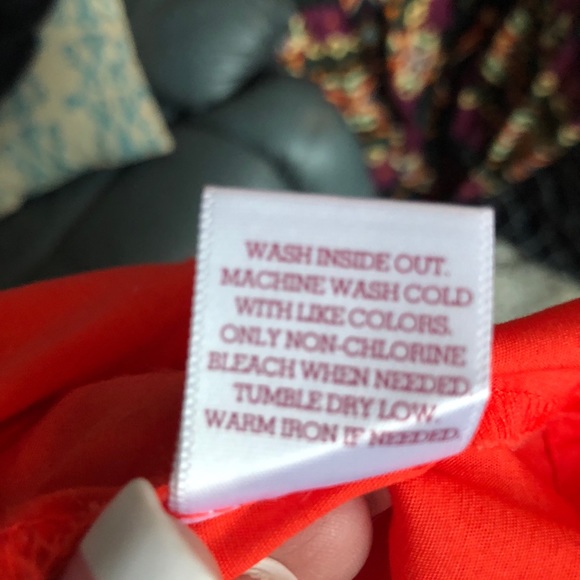 WASH INSIDE OUT.
MACHINE WASH COLD
WITH LIKE COLORS.
ONLY NON-CHLORINE
BLEACH WHEN NEEDED.
TUMBLE DRY LOW.
WARM IRON IF NEEDED.